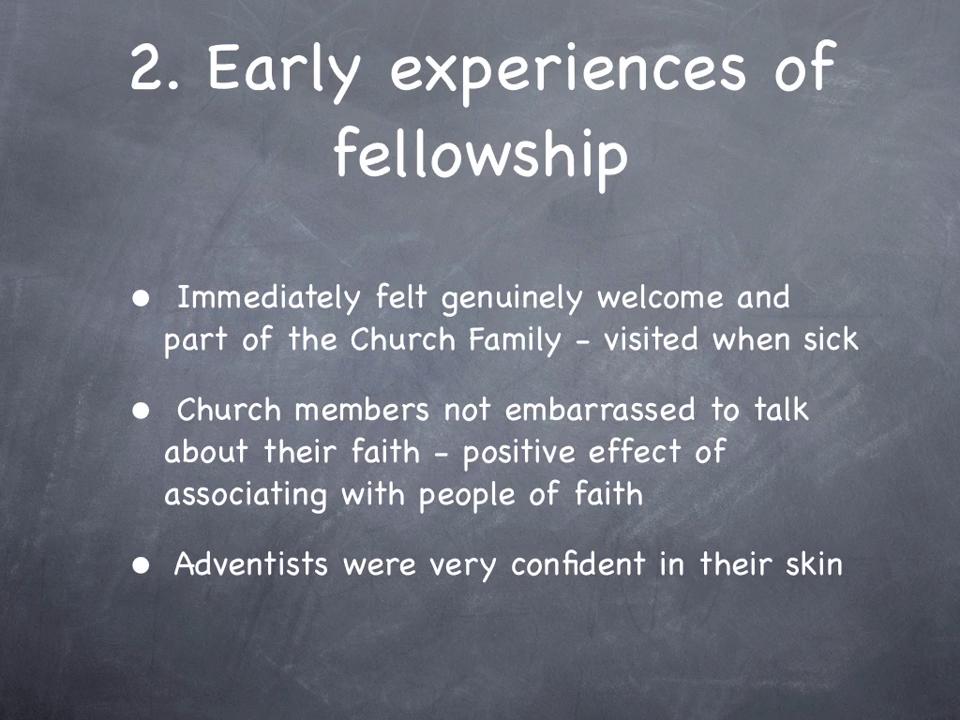 2. Early experiences of
fellowship
• Immediately felt genuinely welcome and
part of the Church Family - visited when sick
• Church members not embarrassed to talk
about their faith - positive effect of
associating with people of faith
• Adventists were very confident in their skin